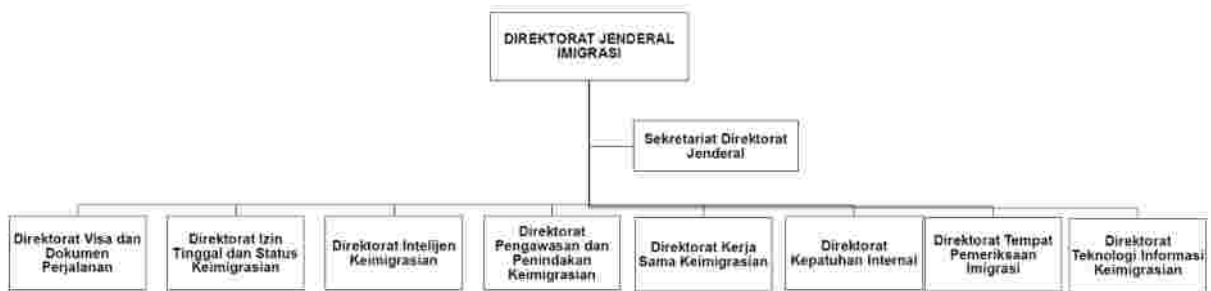 DIREKTORAT JENDERAL
IMIGRASI
Sekretariat Direktorat
Jenderal
Direktorat Visa dan
Dokumen
Perjalanan
Direktorat Izin
Tinggal dan Status
Keimigrasian
Direktorat Intelijen
Keimigrasian
Direktorat
Pengawasan dan
Penindakan
Keimigrasian
Direktorat Kerja
Sama Keimigrasian
Direktorat
Kepatuhan Internal
Direktorat Tempat
Pemeriksaan
Imigrasi
Direktorat
Teknologi Informasi
Keimigrasian